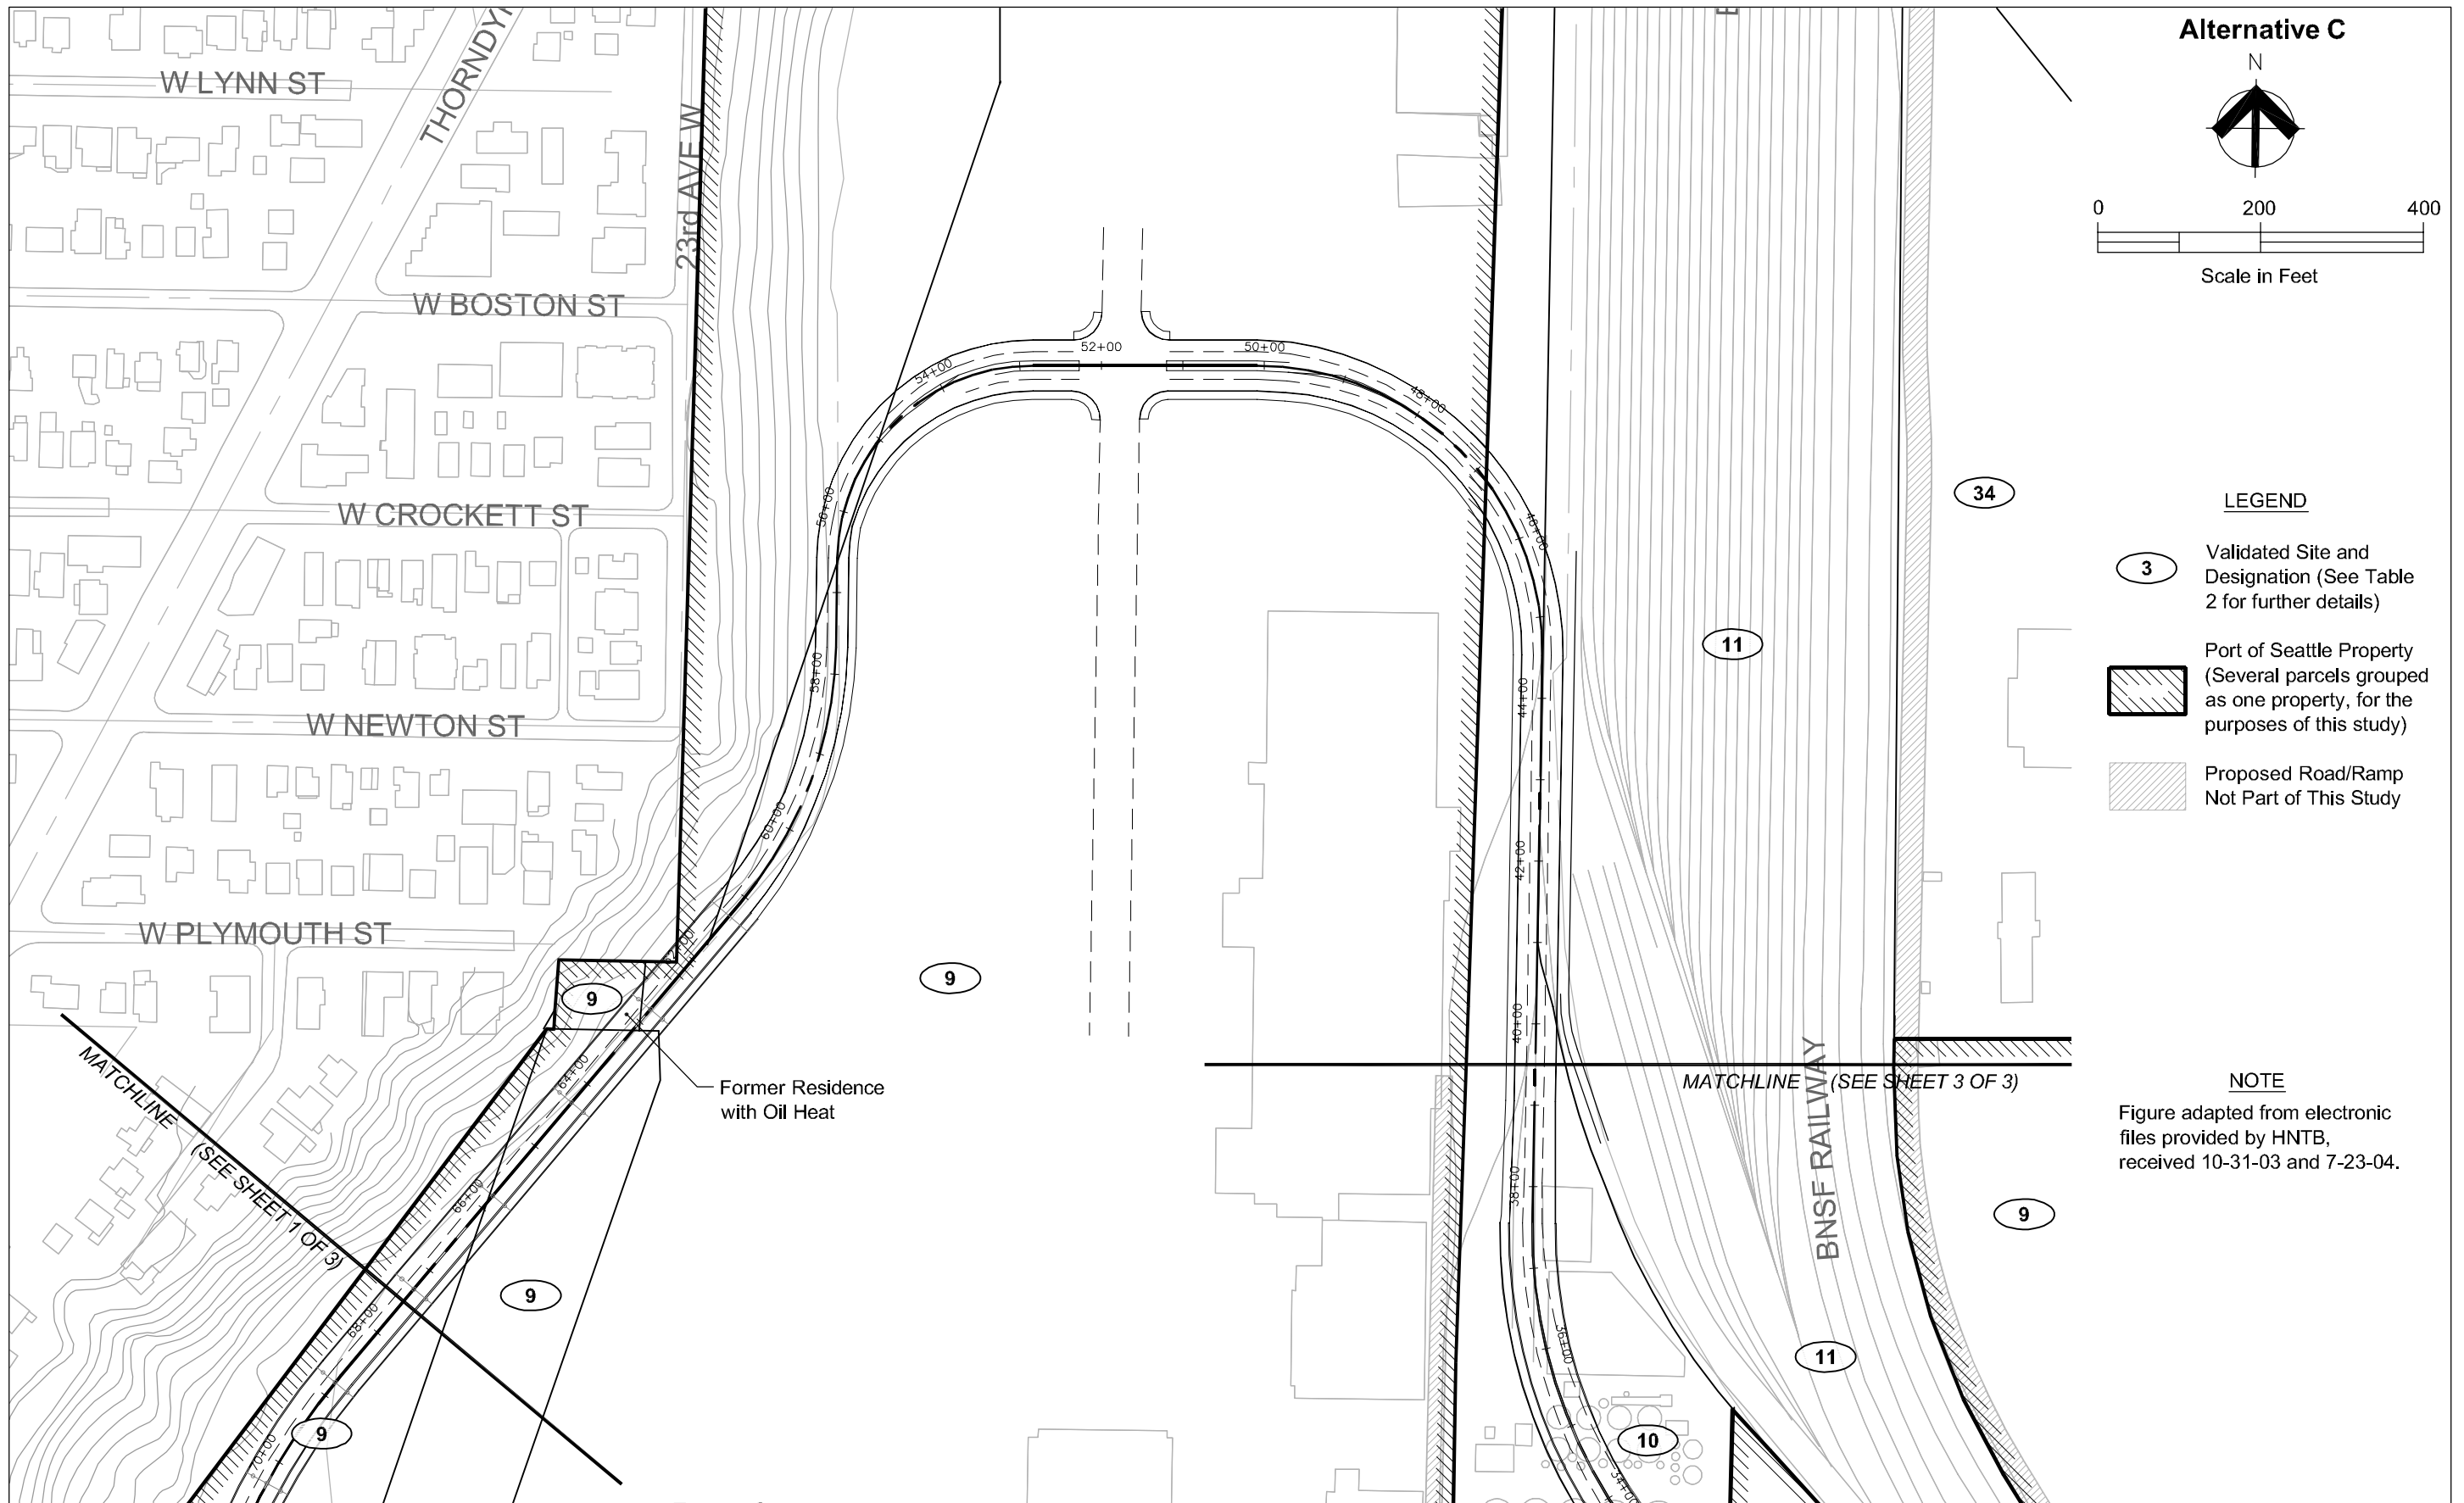 Alternative C
N
0 200 400
Scale in Feet
LEGEND
3
Validated Site and
Designation (See Table
2 for further details)
Port of Seattle Property
(Several parcels grouped
as one property, for the
purposes of this study)
Proposed Road/Ramp
Not Part of This Study
NOTE
Figure adapted from electronic
files provided by HNTB,
received 10-31-03 and 7-23-04.
W LYNN ST
23rd AVE W
W BOSTON ST
W CROCKETT ST
W NEWTON ST
W PLYMOUTH ST
52+00
50+00
54+00
48+00
56+00
46+00
58+00
44+00
60+00
42+00
40+00
64+00
38+00
66+00
36+00
68+00
70+00
34+00
34
11
9
9
Former Residence
with Oil Heat
MATCHLINE (SEE SHEET 3 OF 3)
MATCHLINE (SEE SHEET 1 OF 3)
BNSF RAILWAY
9
9
11
9
10